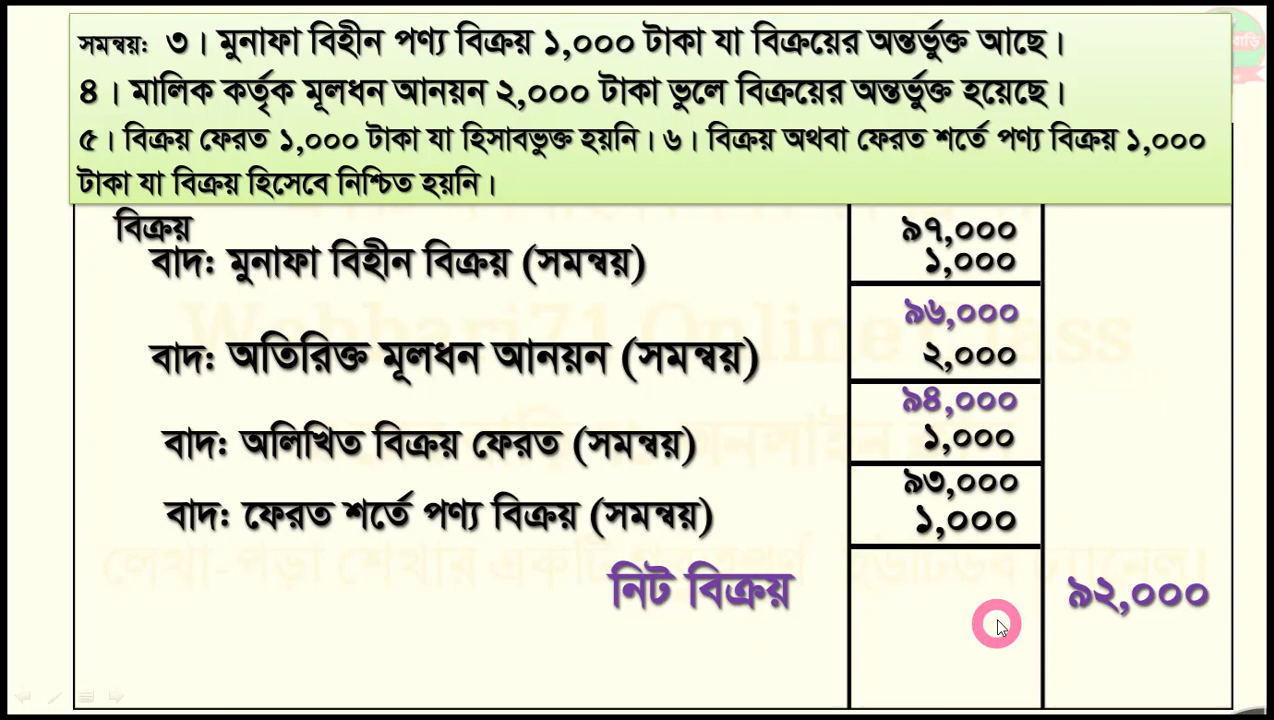 সমন্বয়: ৩। মুনাফা বিহীন পণ্য বিক্রয় ১,০০০ টাকা যা বিক্রয়ের অন্তর্ভুক্ত আছে।
৪। মালিক কর্তৃক মূলধন আনয়ন ২,০০০ টাকা ভুলে বিক্রয়ের অন্তর্ভুক্ত হয়েছে।
৫। বিক্রয় ফেরত ১,০০০ টাকা যা হিসাবভুক্ত হয়নি। ৬। বিক্রয় অথবা ফেরত শর্তে পণ্য বিক্রয় ১,০০০
টাকা যা বিক্রয় হিসেবে নিশ্চিত হয়নি।
বিক্রয় ৯৭,০০০
বাদ: মুনাফা বিহীন বিক্রয় (সমন্বয়) ১,০০০
৯৬,০০০
বাদ: অতিরিক্ত মূলধন আনয়ন (সমন্বয়) ২,০০০
৯৪,০০০
বাদ: অলিখিত বিক্রয় ফেরত (সমন্বয়) ১,০০০
৯৩,০০০
বাদ: ফেরত শর্তে পণ্য বিক্রয় (সমন্বয়) ১,০০০
নিট বিক্রয় ৯২,০০০